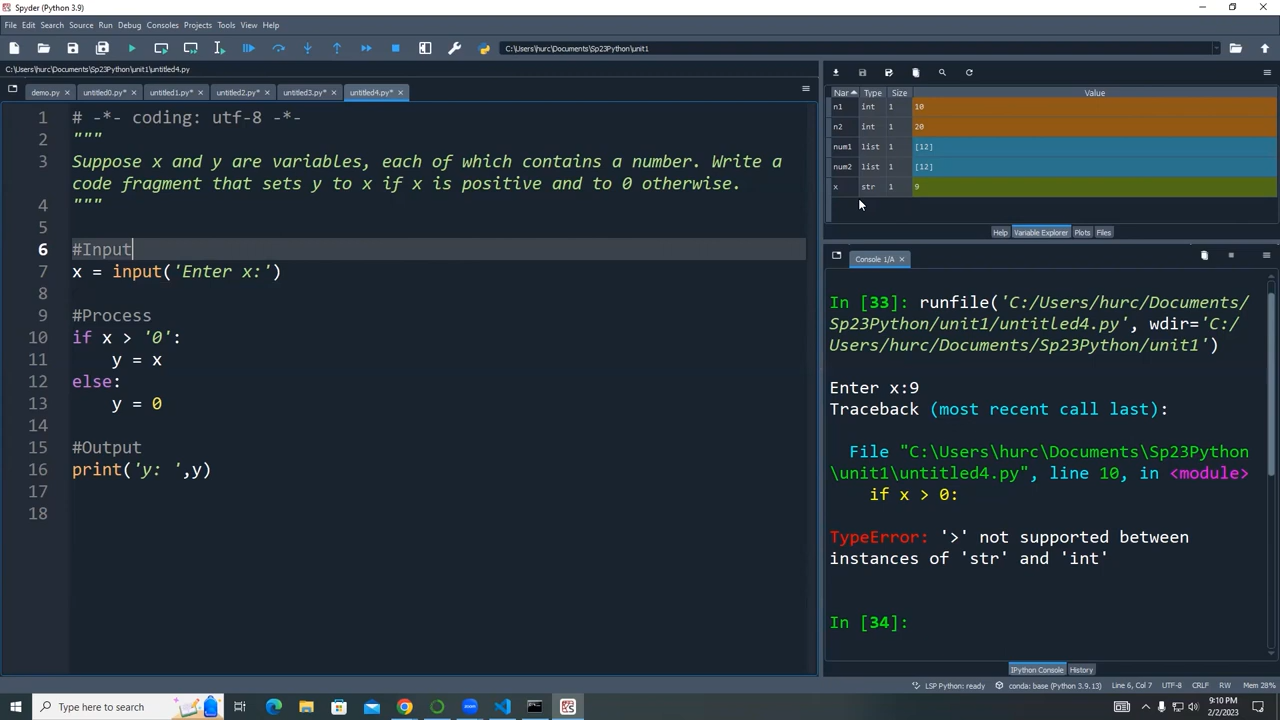 Spyder (Python 3.9)
File Edit Search Source Run Debug Consoles Projects Tools View Help
C:\Users\hurc\Documents\Sp23Python\unit1
C:\Users\hurc\Documents\Sp23Python\unit1\untitled4.py
demo.py untitled0.py* untitled1.py* untitled2.py* untitled3.py* untitled4.py*
1 # -*- coding: utf-8 -*-
2 """
3 Suppose x and y are variables, each of which contains a number. Write a
code fragment that sets y to x if x is positive and to 0 otherwise.
4 """
5
6 #Input
7 x = input('Enter x:')
8
9 #Process
10 if x > '0':
11 y = x
12 else:
13 y = 0
14
15 #Output
16 print('y: ',y)
17
18
Nar Type Size Value
n1 int 1 10
n2 int 1 20
num1 list 1 [12]
num2 list 1 [12]
x str 1 9
Help Variable Explorer Plots Files
Console 1/A
In [33]: runfile('C:/Users/hurc/Documents/
Sp23Python/unit1/untitled4.py', wdir='C:/
Users/hurc/Documents/Sp23Python/unit1')
Enter x:9
Traceback (most recent call last):
File "C:\Users\hurc\Documents\Sp23Python
\unit1\untitled4.py", line 10, in <module>
if x > 0:
TypeError: '>' not supported between
instances of 'str' and 'int'
In [34]:
IPython Console History
LSP Python: ready conda: base (Python 3.9.13) Line 6, Col 7 UTF-8 CRLF RW Mem 28%
Type here to search
9:10 PM
2/2/2023